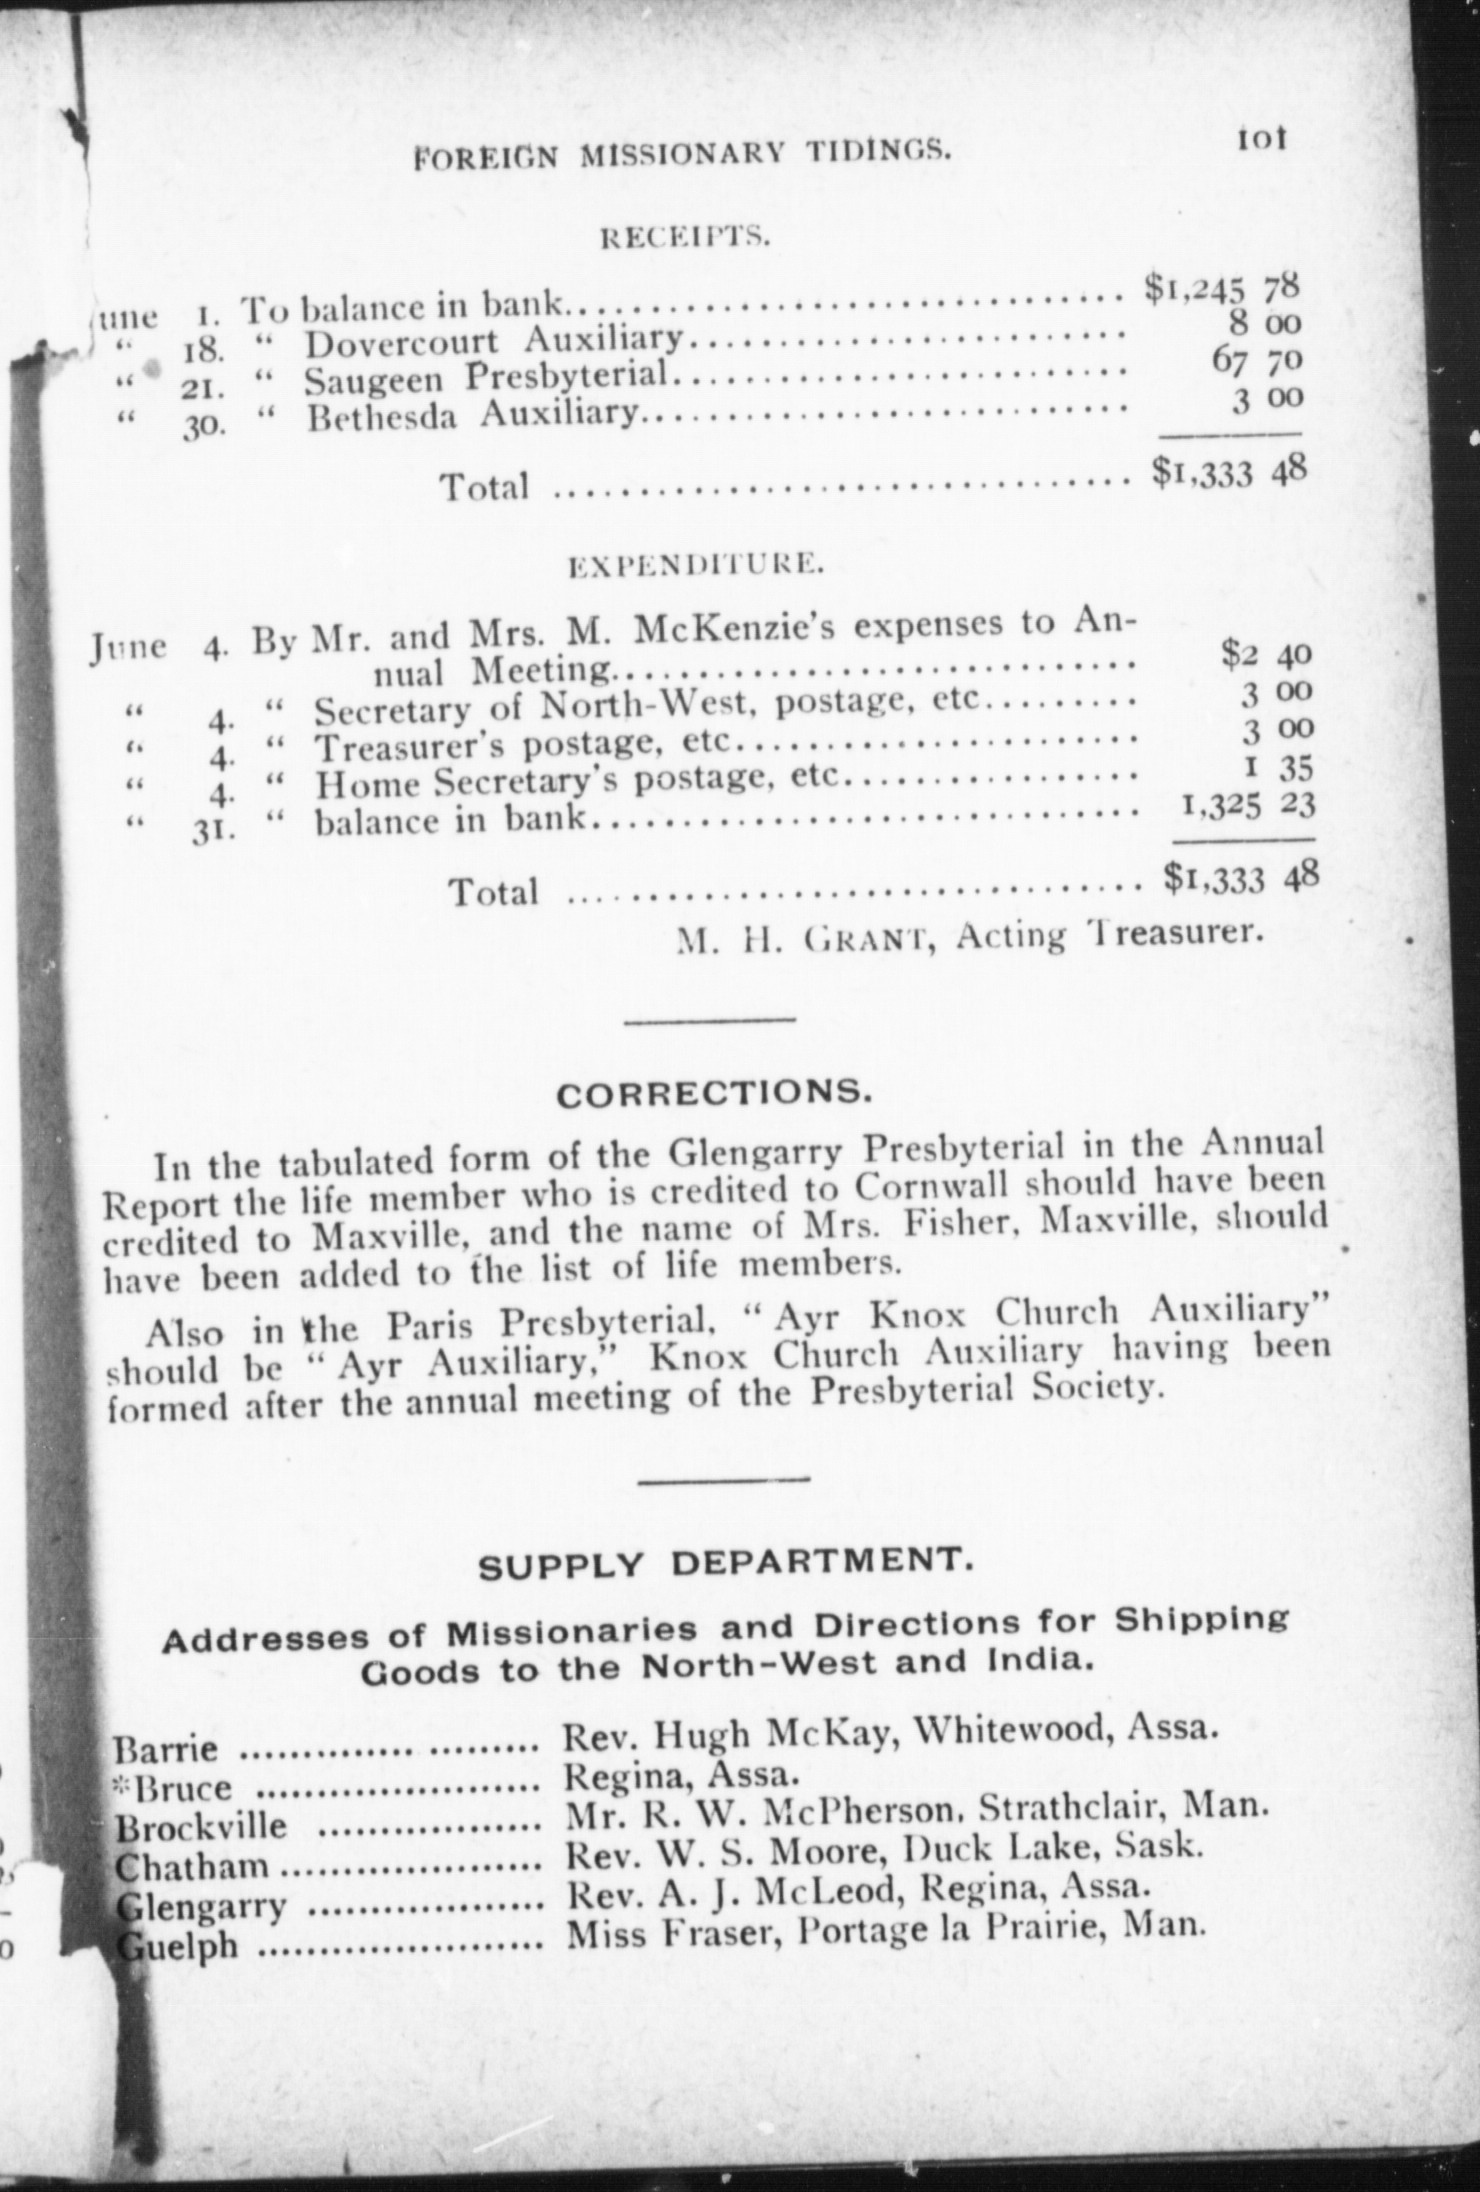 FOREIGN MISSIONARY TIDINGS. 101
RECEIPTS.
June 1. To balance in bank.............................. $1,245 78
“ 18. “ Dovercourt Auxiliary......................... 8 00
“ 21. “ Saugeen Presbyterial.......................... 67 70
“ 30. “ Bethesda Auxiliary............................ 3 00
Total ................................ $1,333 48
EXPENDITURE.
June 4. By Mr. and Mrs. M. McKenzie’s expenses to An-
nual Meeting.............................. $2 40
“ 4. “ Secretary of North-West, postage, etc......... 3 00
“ 4. “ Treasurer’s postage, etc....................... 3 00
“ 4. “ Home Secretary’s postage, etc................. 1 35
“ 31. “ balance in bank............................... 1,325 23
Total ................................ $1,333 48
M. H. GRANT, Acting Treasurer.
CORRECTIONS.
In the tabulated form of the Glengarry Presbyterial in the Annual
Report the life member who is credited to Cornwall should have been
credited to Maxville, and the name of Mrs. Fisher, Maxville, should
have been added to the list of life members.
Also in the Paris Presbyterial, “ Ayr Knox Church Auxiliary”
should be “ Ayr Auxiliary,” Knox Church Auxiliary having been
formed after the annual meeting of the Presbyterial Society.
SUPPLY DEPARTMENT.
Addresses of Missionaries and Directions for Shipping
Goods to the North-West and India.
Barrie ....................... Rev. Hugh McKay, Whitewood, Assa.
*Bruce ....................... Regina, Assa.
Brockville .................. Mr. R. W. McPherson, Strathclair, Man.
Chatham ..................... Rev. W. S. Moore, Duck Lake, Sask.
Glengarry ................... Rev. A. J. McLeod, Regina, Assa.
Guelph ....................... Miss Fraser, Portage la Prairie, Man.